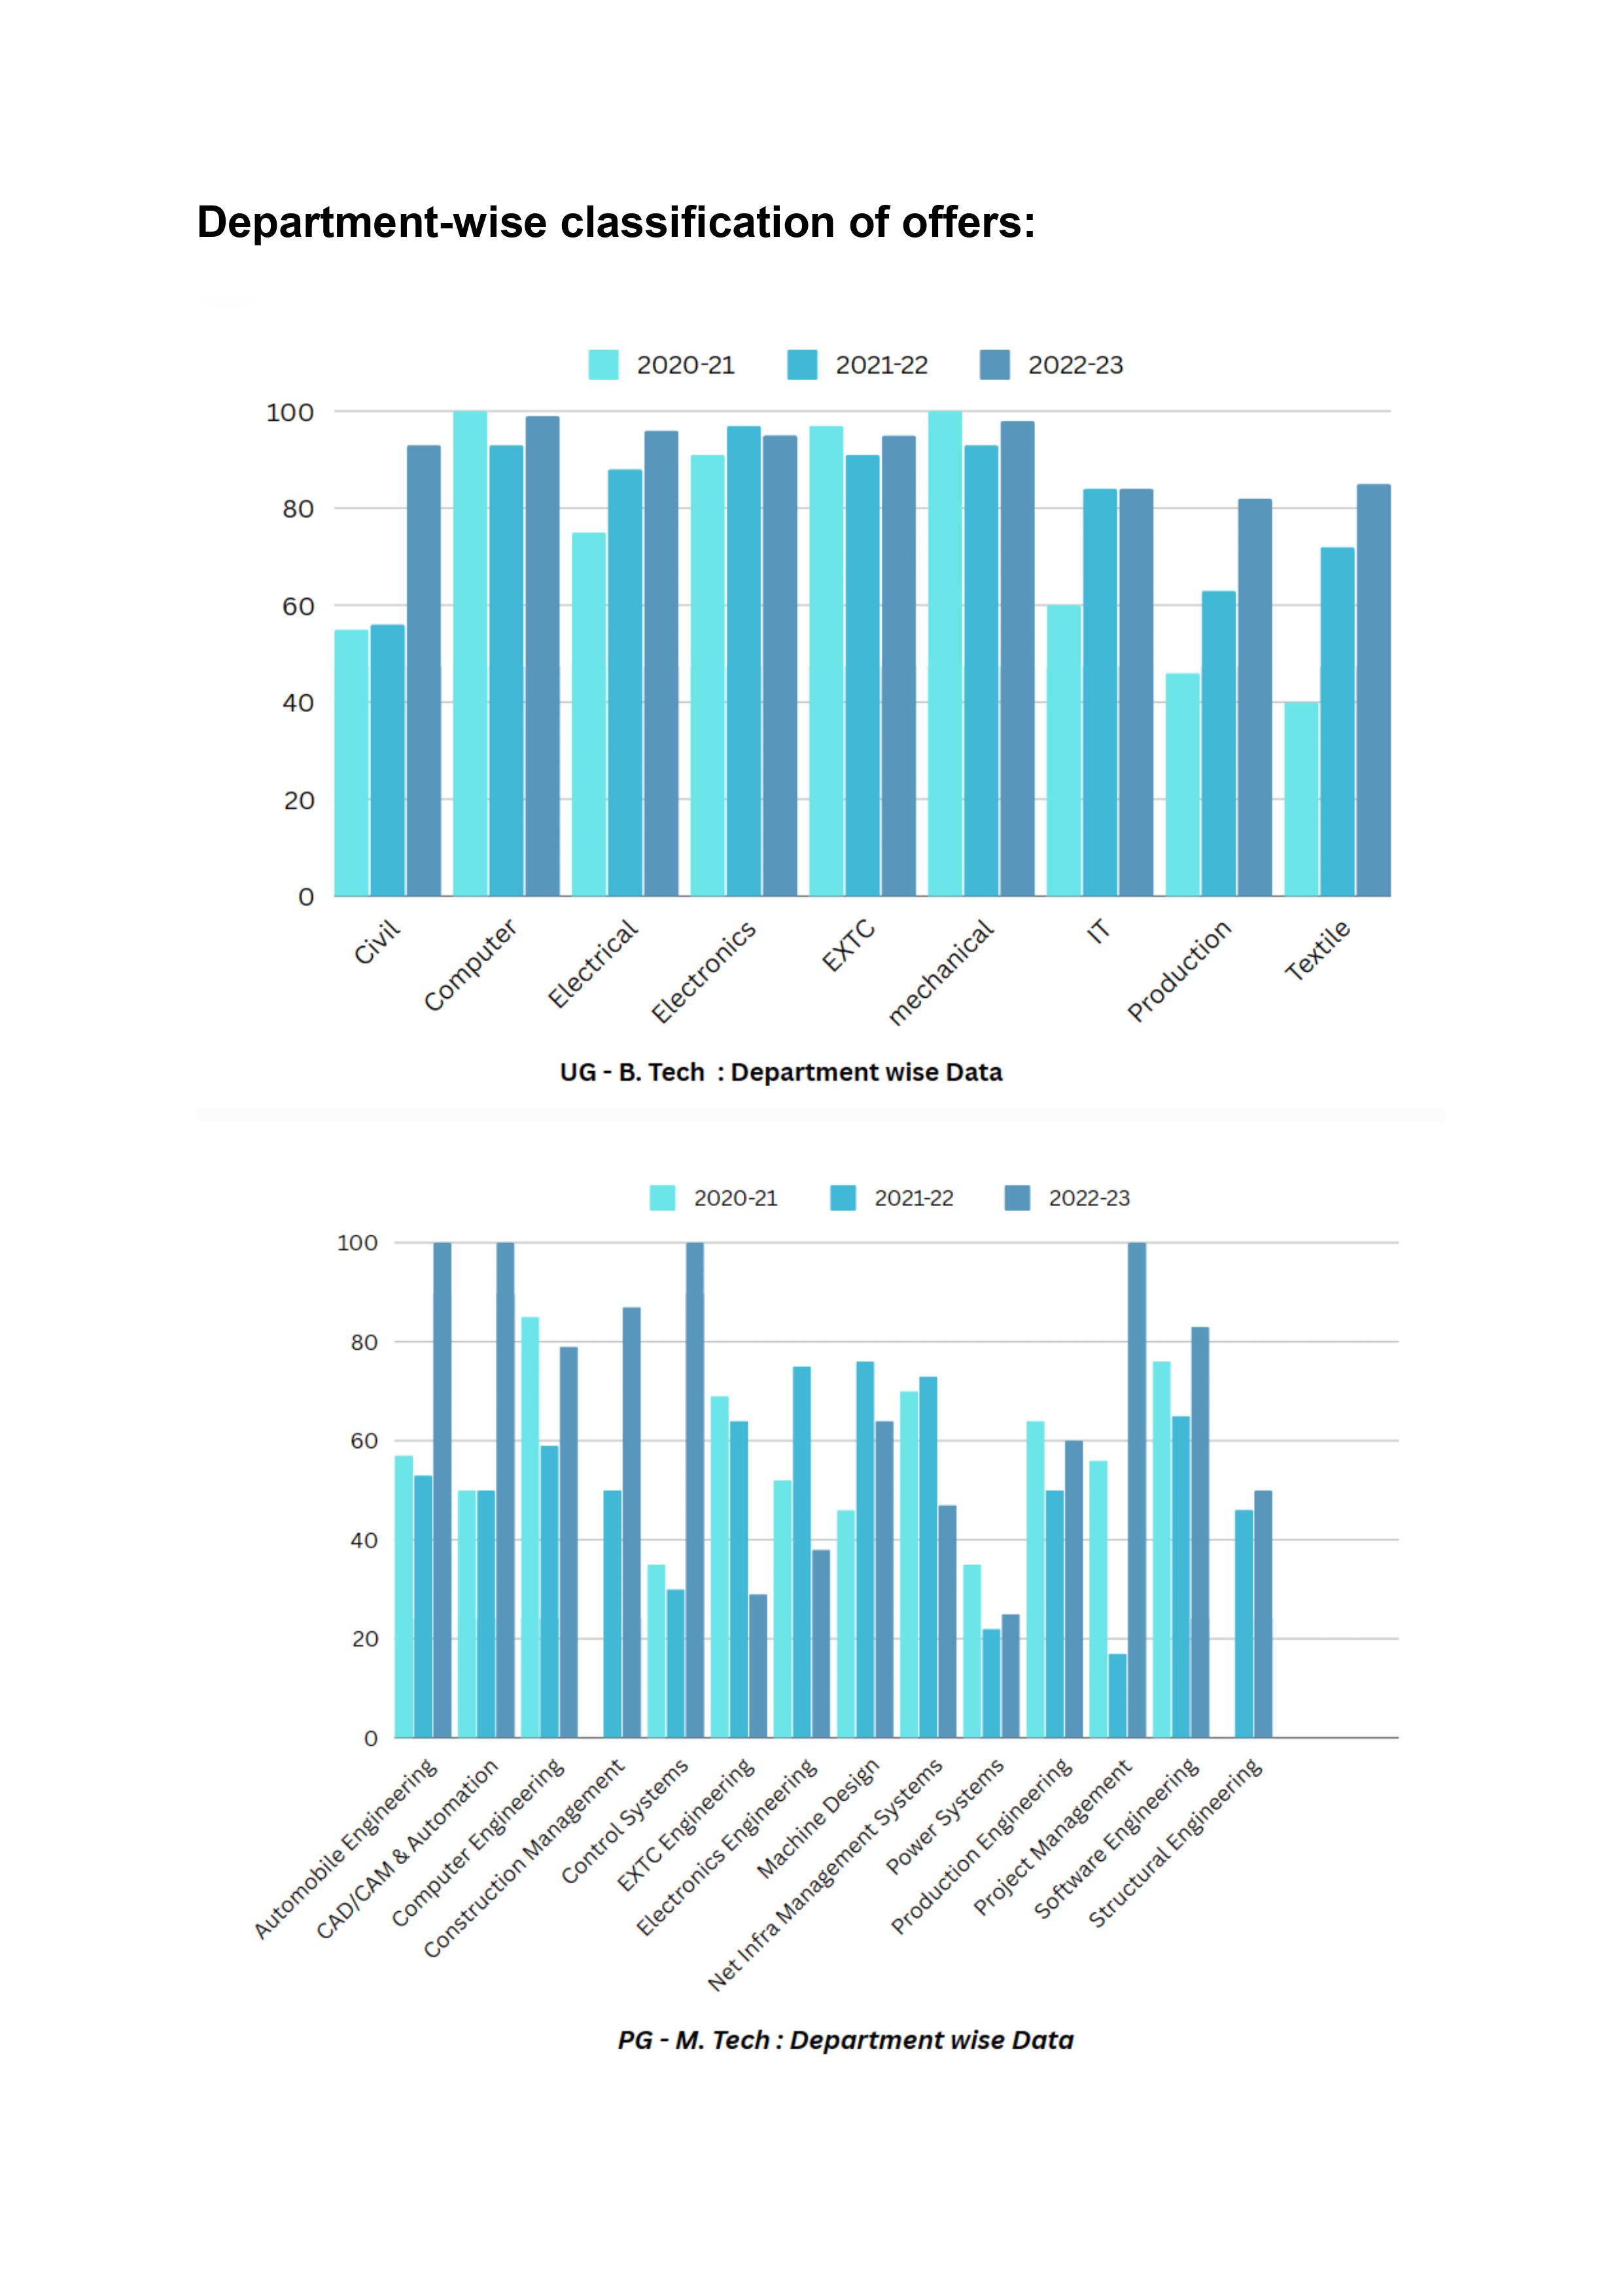 Department-wise classification of offers:
2020-21 2021-22 2022-23
100
80
60
40
20
0
Civil
Computer
Electrical
Electronics
EXTC
mechanical
IT
Production
Textile
UG - B. Tech : Department wise Data
2020-21 2021-22 2022-23
100
80
60
40
20
0
Automobile Engineering
CAD/CAM & Automation
Computer Engineering
Construction Management
Control Systems
EXTC Engineering
Electronics Engineering
Machine Design
Net Infra Management Systems
Power Systems
Production Engineering
Project Management
Software Engineering
Structural Engineering
PG - M. Tech : Department wise Data